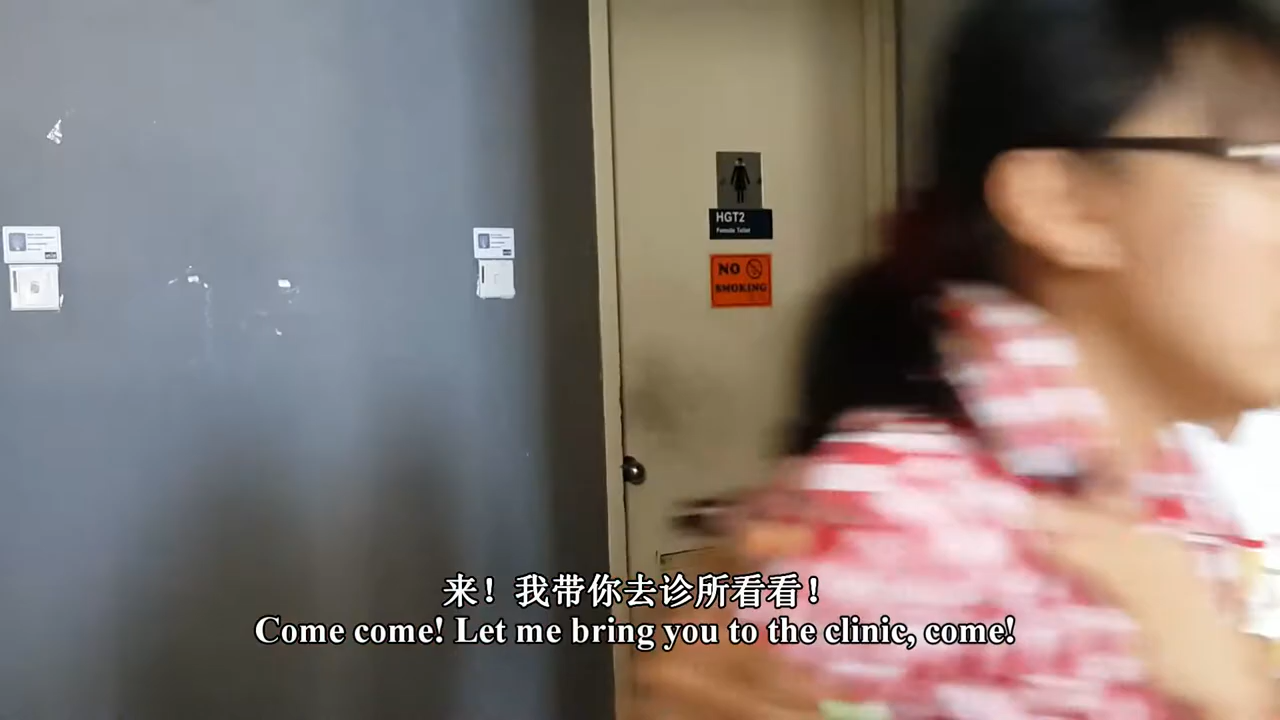 HGT2
Female Toilet
NO
SMOKING
来！我带你去诊所看看！
Come come! Let me bring you to the clinic, come!